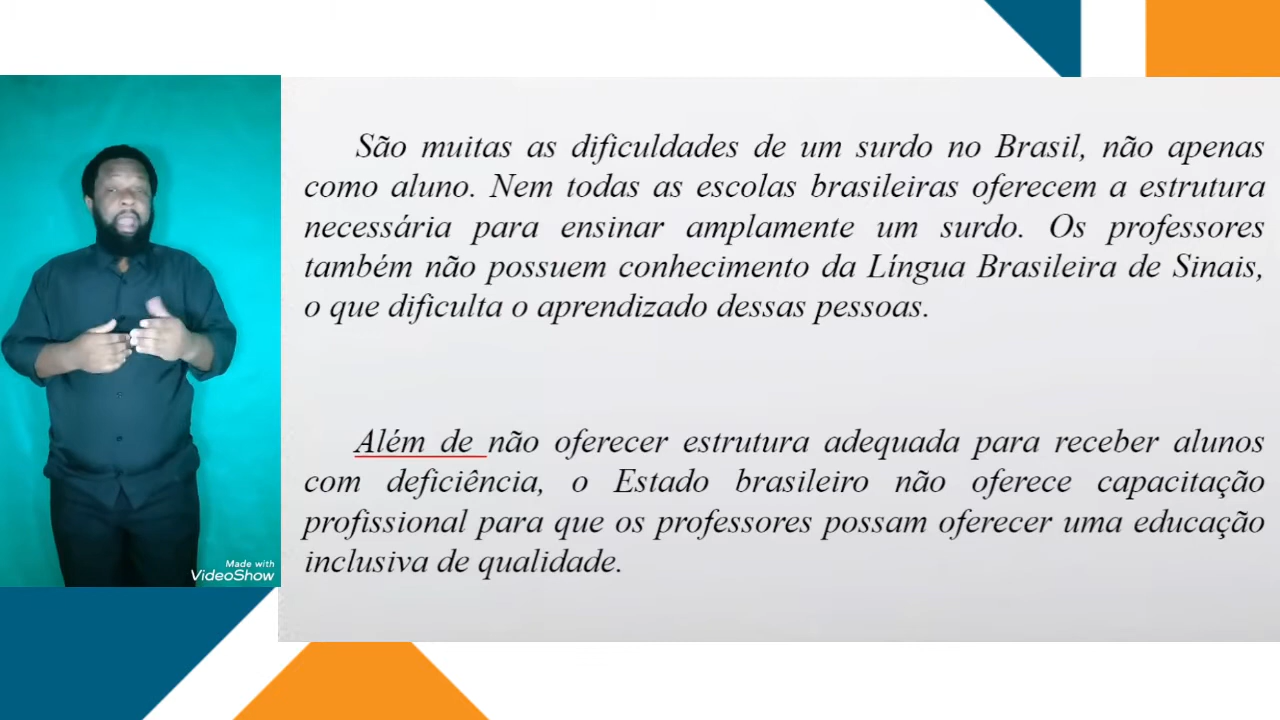 São muitas as dificuldades de um surdo no Brasil, não apenas
como aluno. Nem todas as escolas brasileiras oferecem a estrutura
necessária para ensinar amplamente um surdo. Os professores
também não possuem conhecimento da Língua Brasileira de Sinais,
o que dificulta o aprendizado dessas pessoas.
Além de não oferecer estrutura adequada para receber alunos
com deficiência, o Estado brasileiro não oferece capacitação
profissional para que os professores possam oferecer uma educação
inclusiva de qualidade.
Made with
VideoShow